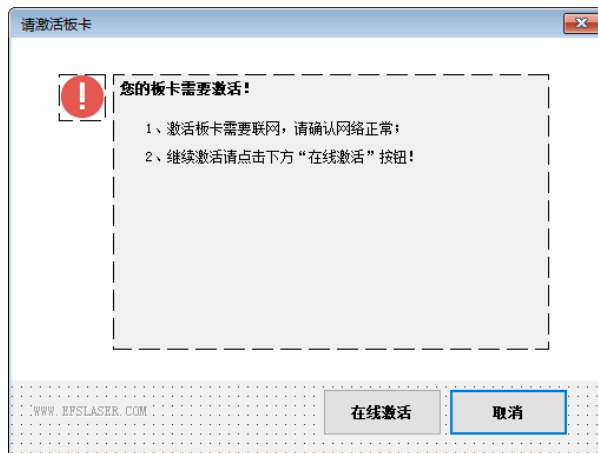 请激活板卡
您的板卡需要激活！
1、激活板卡需要联网，请确认网络正常；
2、继续激活请点击下方“在线激活”按钮！
WWW.EFSLASER.COM
在线激活
取消